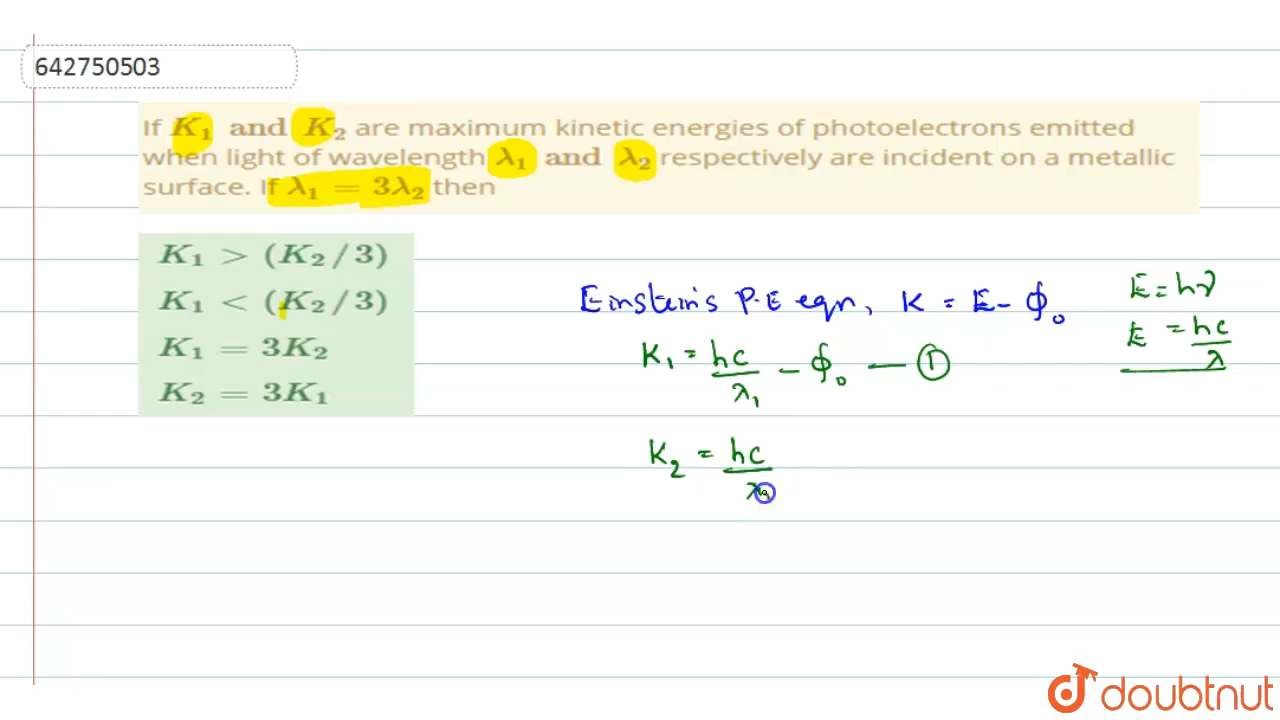 642750503
If K₁ and K₂ are maximum kinetic energies of photoelectrons emitted
when light of wavelength λ₁ and λ₂ respectively are incident on a metallic
surface. If λ₁ = 3λ₂ then
K₁ > (K₂/3)
K₁ < (K₂/3)
K₁ = 3K₂
K₂ = 3K₁
Einstein's P.E eqn, K = E - ϕ₀
K₁ = hc/λ₁ - ϕ₀ — ①
K₂ = hc/λ
E = hν
E = hc/λ
doubtnut